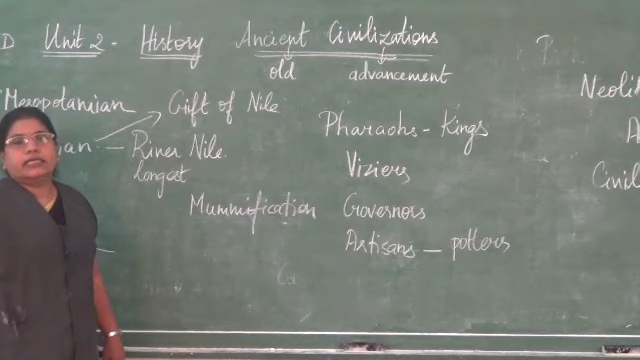 D Unit 2 - History Ancient Civilizations
old advancement
Mesopotamian Gift of Nile
Pharaohs - Kings
an - River Nile.
longest
Viziers
Mummification Governors
Artisans - potters
Neolit
A
Civil